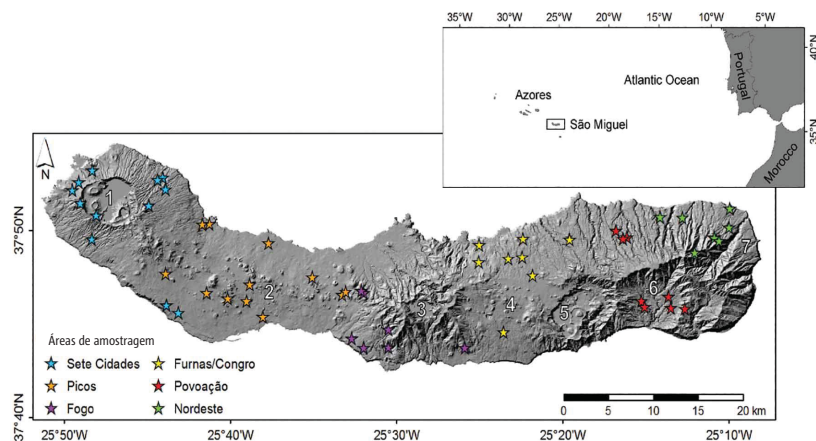 35°W 30°W 25°W 20°W 15°W 10°W 5°W
40°N
35°N
Portugal
Atlantic Ocean
Azores
São Miguel
Morocco
N
37°50'
37°40'
1
2
3
4
5
6
7
Áreas de amostragem
Sete Cidades
Furnas/Congro
Picos
Povoação
Fogo
Nordeste
0 5 10 15 20 km
25°50' 25°40' 25°30' 25°20' 25°10'